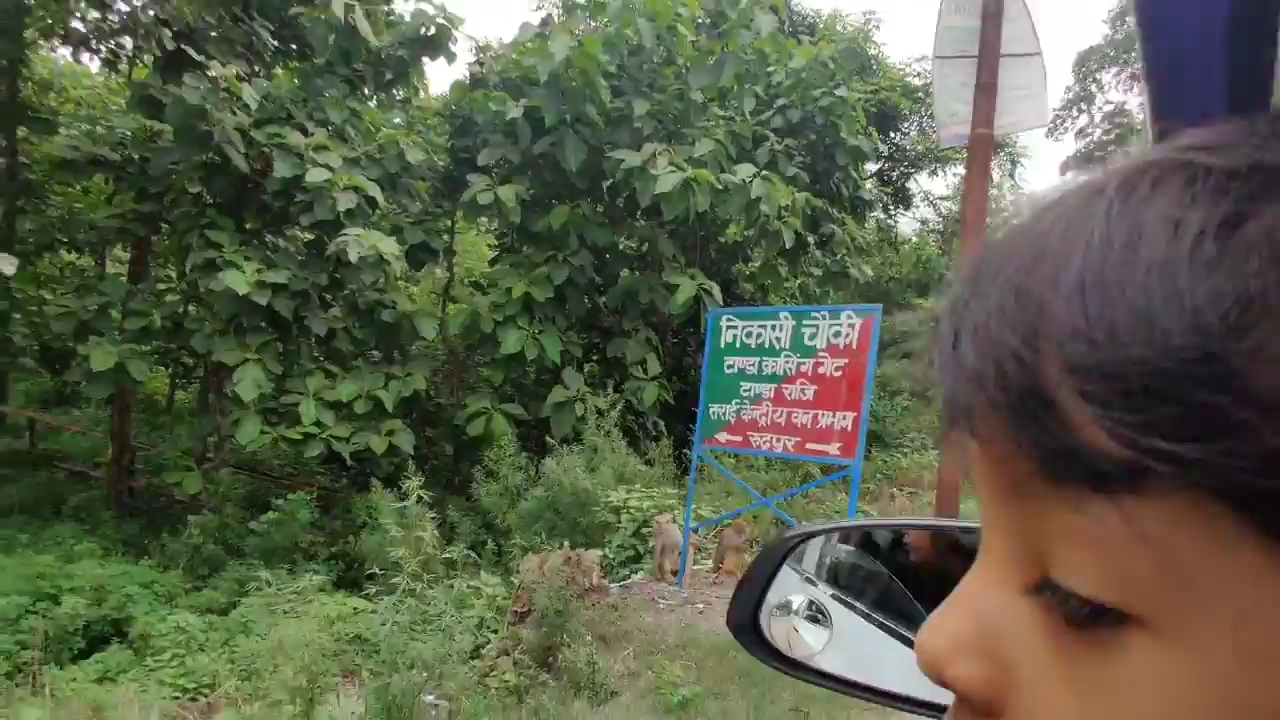 निकासी चौकी
टाण्डा क्रासिंग गेट
टाण्डा राजि
तराई केन्द्रीय वन प्रभाग
रुद्रपुर